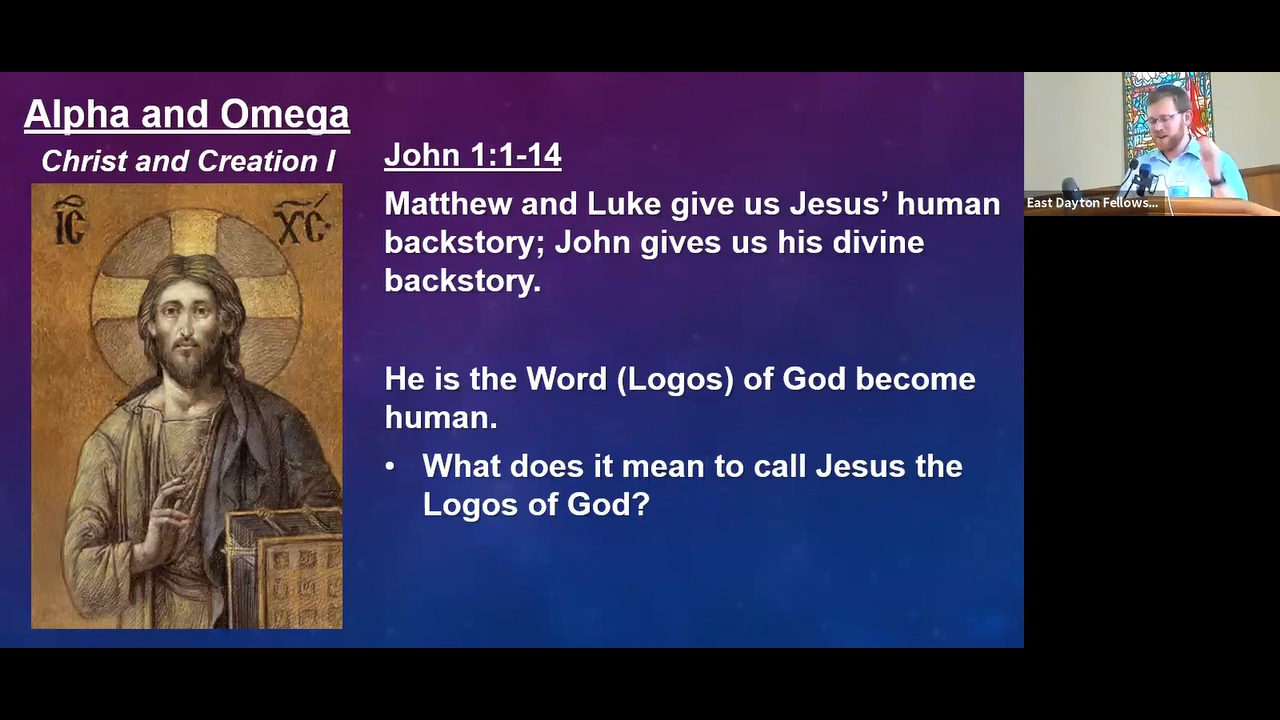 Alpha and Omega
Christ and Creation I
ΙС
ХС
John 1:1-14
Matthew and Luke give us Jesus’ human
backstory; John gives us his divine
backstory.
He is the Word (Logos) of God become
human.
• What does it mean to call Jesus the
Logos of God?
East Dayton Fellows...